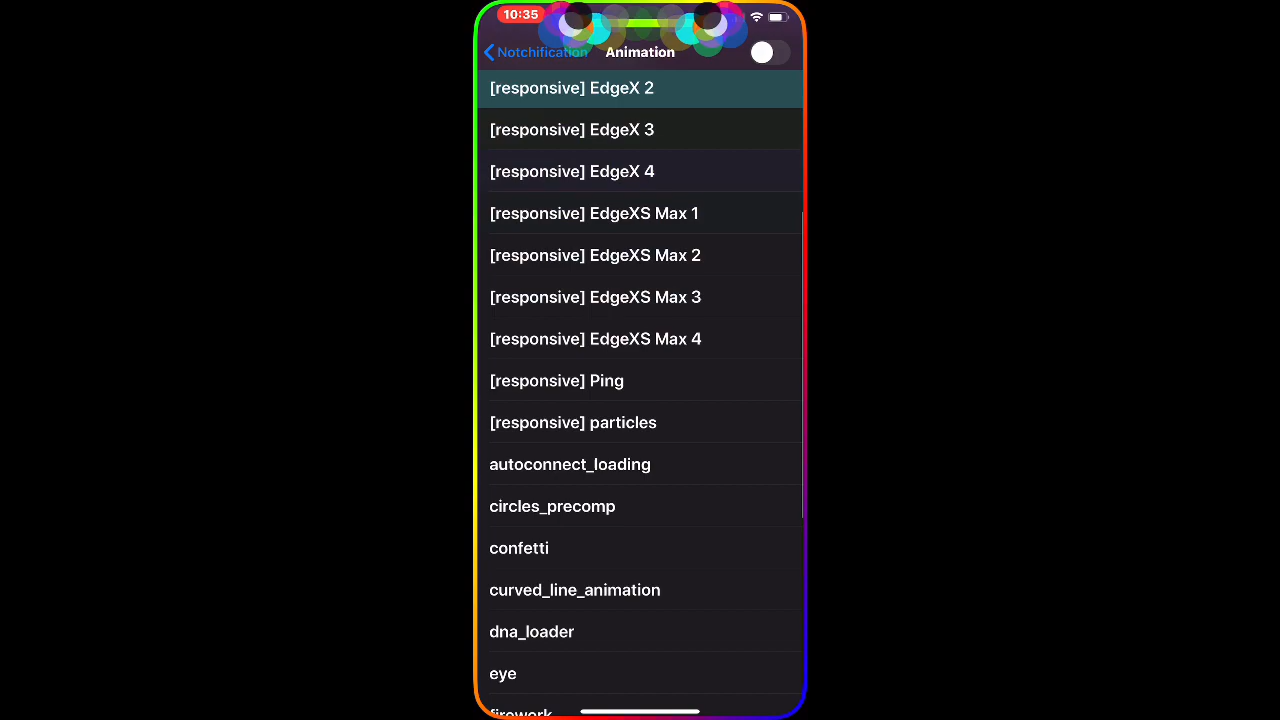 10:35
Notchification
Animation
[responsive] EdgeX 2
[responsive] EdgeX 3
[responsive] EdgeX 4
[responsive] EdgeXS Max 1
[responsive] EdgeXS Max 2
[responsive] EdgeXS Max 3
[responsive] EdgeXS Max 4
[responsive] Ping
[responsive] particles
autoconnect_loading
circles_precomp
confetti
curved_line_animation
dna_loader
eye
firework